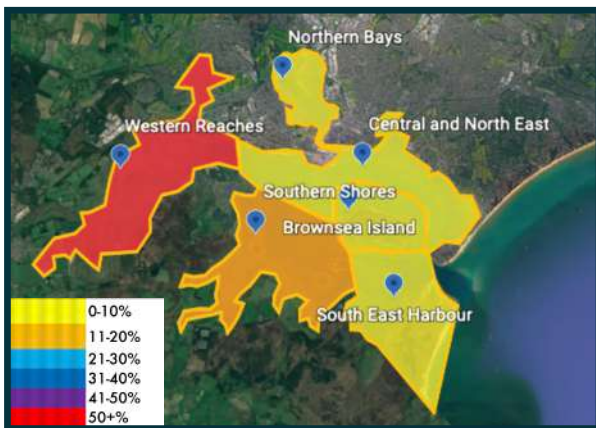 Northern Bays
Western Reaches
Central and North East
Southern Shores
Brownsea Island
South East Harbour
0-10%
11-20%
21-30%
31-40%
41-50%
50+%